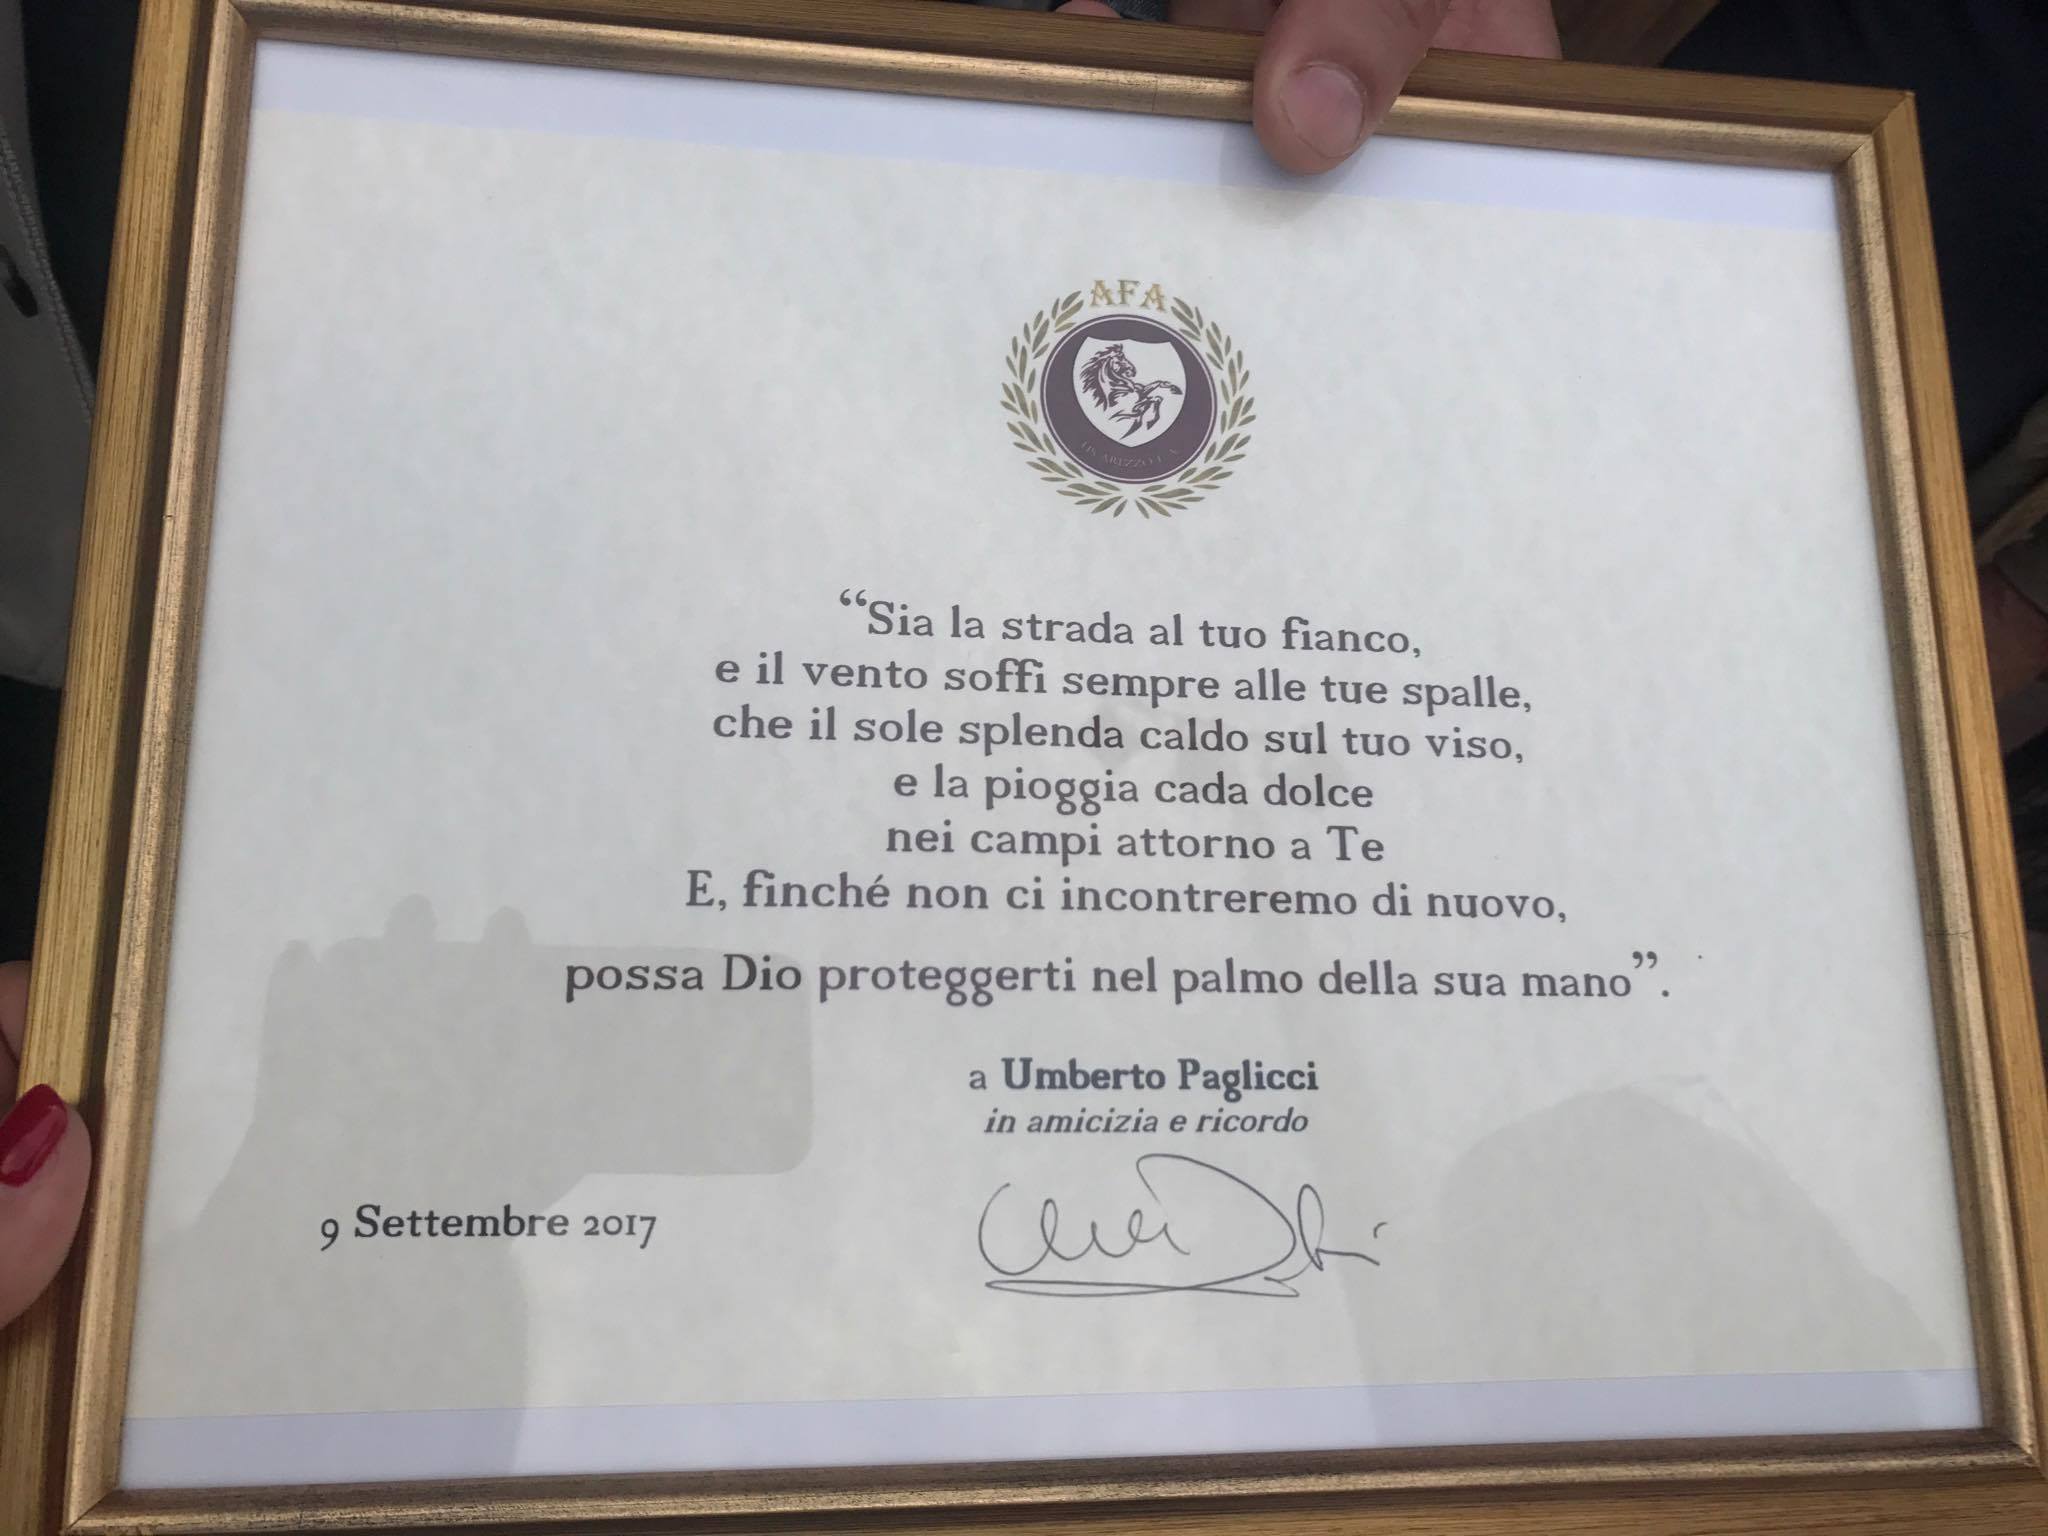 AFA
“Sia la strada al tuo fianco,
e il vento soffi sempre alle tue spalle,
che il sole splenda caldo sul tuo viso,
e la pioggia cada dolce
nei campi attorno a Te
E, finché non ci incontreremo di nuovo,
possa Dio proteggerti nel palmo della sua mano”.
a Umberto Paglicci
in amicizia e ricordo
9 Settembre 2017